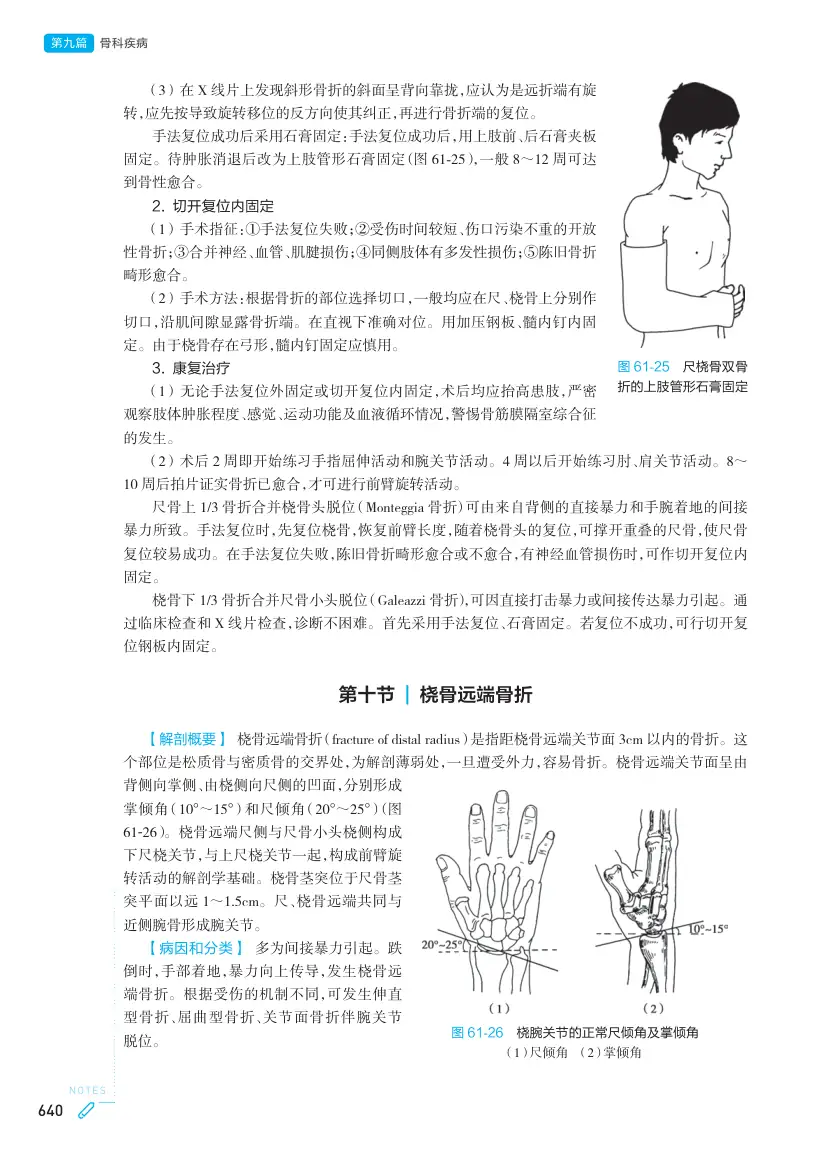 第九篇 骨科疾病
（3）在 X 线片上发现斜形骨折的斜面呈背向靠拢，应认为是远折端有旋
转，应先按导致旋转移位的反方向使其纠正，再进行骨折端的复位。
手法复位成功后采用石膏固定：手法复位成功后，用上肢前、后石膏夹板
固定。待肿胀消退后改为上肢管形石膏固定（图 61-25），一般 8～12 周可达
到骨性愈合。
2. 切开复位内固定
（1）手术指征：①手法复位失败；②受伤时间较短、伤口污染不重的开放
性骨折；③合并神经、血管、肌腱损伤；④同侧肢体有多发性损伤；⑤陈旧骨折
畸形愈合。
（2）手术方法：根据骨折的部位选择切口，一般均应在尺、桡骨上分别作
切口，沿肌间隙显露骨折端。在直视下准确对位。用加压钢板、髓内钉内固
定。由于桡骨存在弓形，髓内钉固定应慎用。
3. 康复治疗
（1）无论手法复位外固定或切开复位内固定，术后均应抬高患肢，严密
观察肢体肿胀程度、感觉、运动功能及血液循环情况，警惕骨筋膜隔室综合征
的发生。
图 61-25 尺桡骨双骨
折的上肢管形石膏固定
（2）术后 2 周即开始练习手指屈伸活动和腕关节活动。4 周以后开始练习肘、肩关节活动。8～
10 周后拍片证实骨折已愈合，才可进行前臂旋转活动。
尺骨上 1/3 骨折合并桡骨头脱位（Monteggia 骨折）可由来自背侧的直接暴力和手腕着地的间接
暴力所致。手法复位时，先复位桡骨，恢复前臂长度，随着桡骨头的复位，可撑开重叠的尺骨，使尺骨
复位较易成功。在手法复位失败，陈旧骨折畸形愈合或不愈合，有神经血管损伤时，可作切开复位内
固定。
桡骨下 1/3 骨折合并尺骨小头脱位（Galeazzi 骨折），可因直接打击暴力或间接传达暴力引起。通
过临床检查和 X 线片检查，诊断不困难。首先采用手法复位、石膏固定。若复位不成功，可行切开复
位钢板内固定。
第十节 | 桡骨远端骨折
【解剖概要】 桡骨远端骨折（fracture of distal radius）是指距桡骨远端关节面 3cm 以内的骨折。这
个部位是松质骨与密质骨的交界处，为解剖薄弱处，一旦遭受外力，容易骨折。桡骨远端关节面呈由
背侧向掌侧、由桡侧向尺侧的凹面，分别形成
掌倾角（10°～15°）和尺倾角（20°～25°）（图
61-26）。桡骨远端尺侧与尺骨小头桡侧构成
下尺桡关节，与上尺桡关节一起，构成前臂旋
转活动的解剖学基础。桡骨茎突位于尺骨茎
突平面以远 1～1.5cm。尺、桡骨远端共同与
近侧腕骨形成腕关节。
【病因和分类】 多为间接暴力引起。跌
倒时，手部着地，暴力向上传导，发生桡骨远
端骨折。根据受伤的机制不同，可发生伸直
型骨折、屈曲型骨折、关节面骨折伴腕关节
脱位。
20°~25°
10°~15°
（1）
（2）
图 61-26 桡腕关节的正常尺倾角及掌倾角
（1）尺倾角 （2）掌倾角
NOTES
640